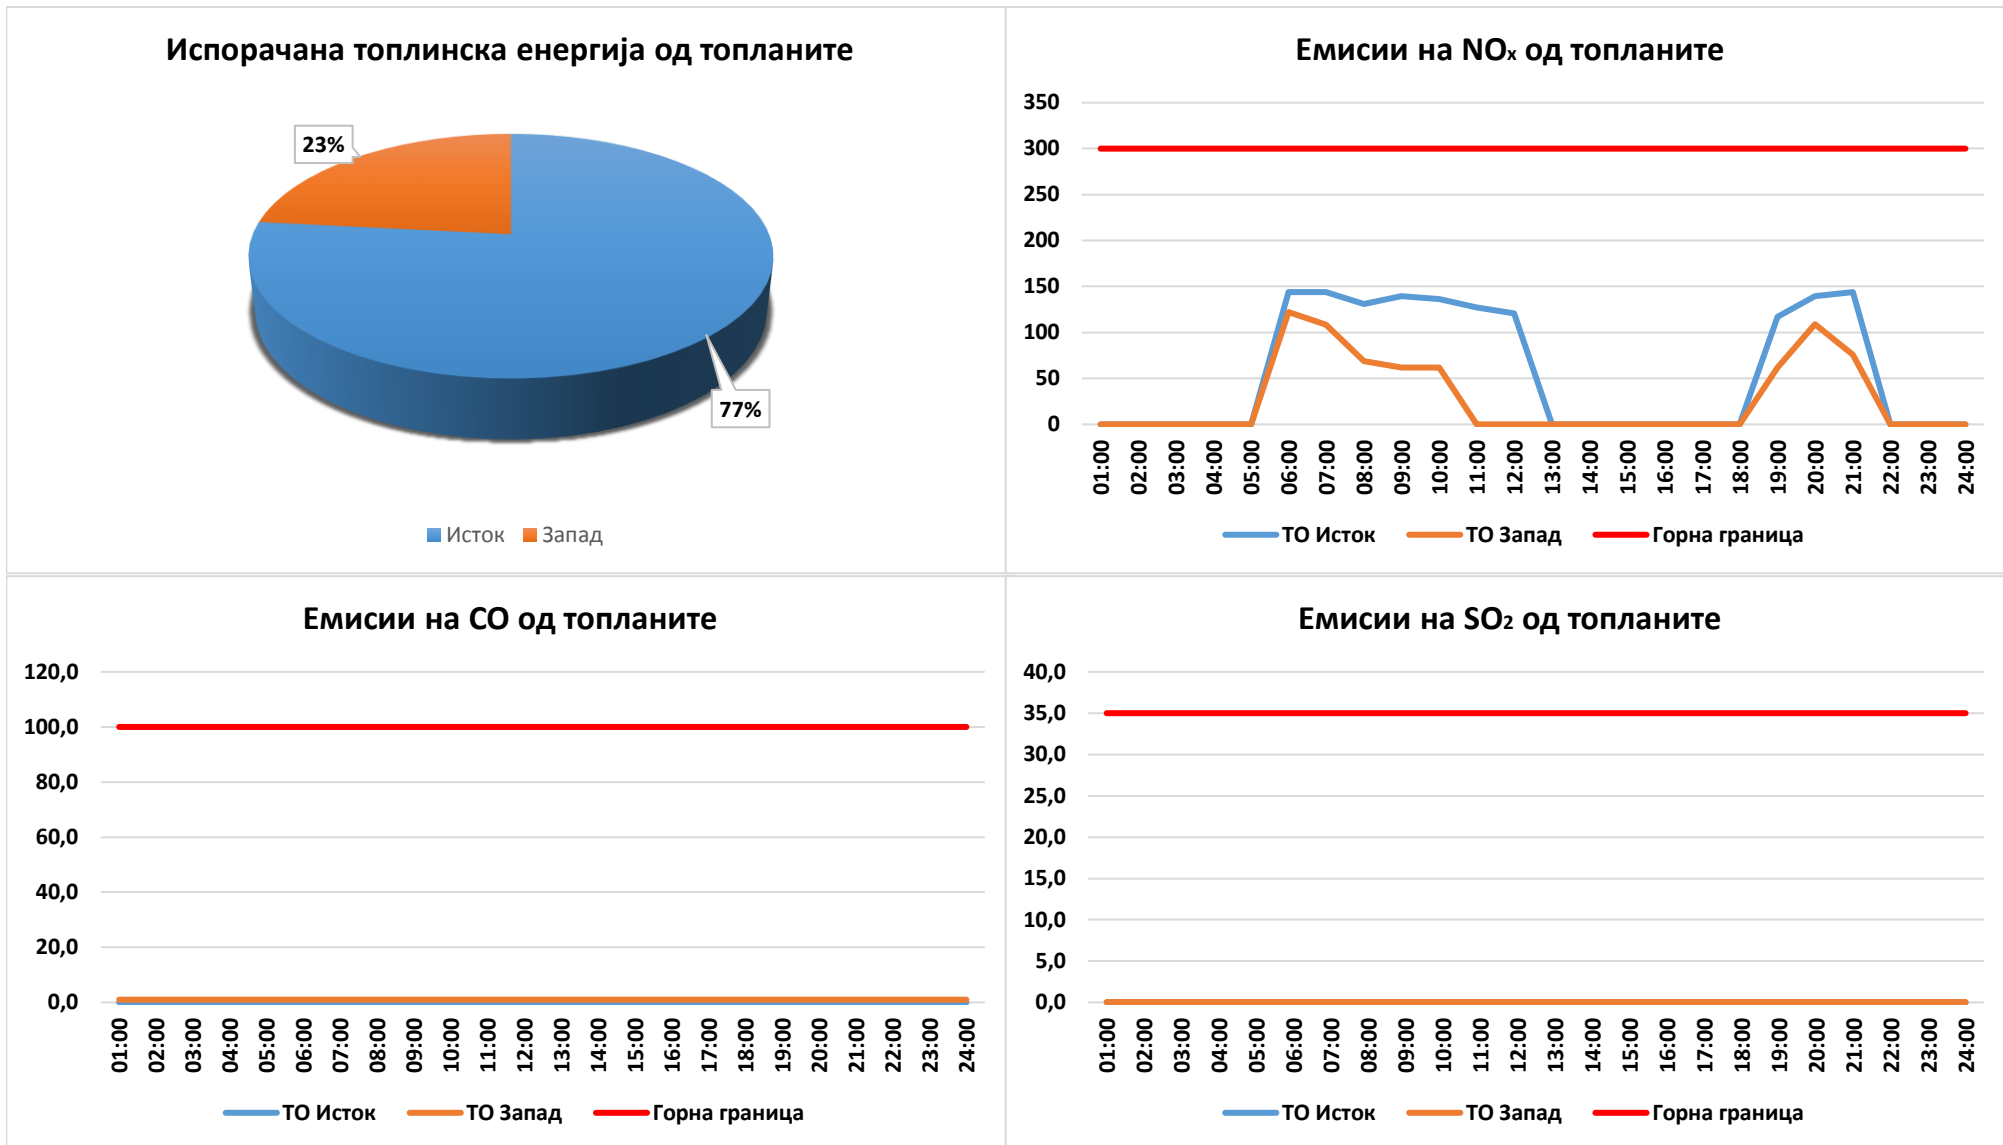 Испорачана топлинска енергија од топланите
23%
77%
Исток Запад
Емисии на NOx од топланите
350
300
250
200
150
100
50
0
01:00 02:00 03:00 04:00 05:00 06:00 07:00 08:00 09:00 10:00 11:00 12:00 13:00 14:00 15:00 16:00 17:00 18:00 19:00 20:00 21:00 22:00 23:00 24:00
ТО Исток ТО Запад Горна граница
Емисии на CO од топланите
120,0
100,0
80,0
60,0
40,0
20,0
0,0
01:00 02:00 03:00 04:00 05:00 06:00 07:00 08:00 09:00 10:00 11:00 12:00 13:00 14:00 15:00 16:00 17:00 18:00 19:00 20:00 21:00 22:00 23:00 24:00
ТО Исток ТО Запад Горна граница
Емисии на SO₂ од топланите
40,0
35,0
30,0
25,0
20,0
15,0
10,0
5,0
0,0
01:00 02:00 03:00 04:00 05:00 06:00 07:00 08:00 09:00 10:00 11:00 12:00 13:00 14:00 15:00 16:00 17:00 18:00 19:00 20:00 21:00 22:00 23:00 24:00
ТО Исток ТО Запад Горна граница